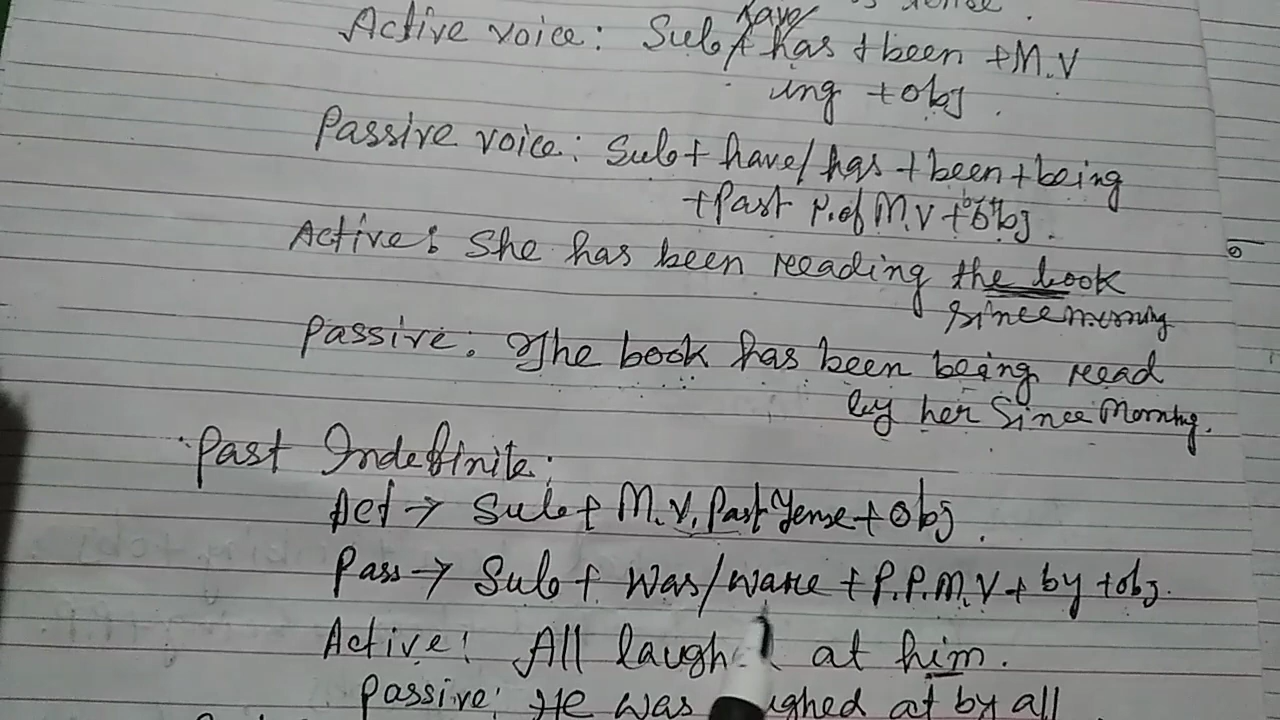 Active voice: Sub+ have/ has + been + M.V
ing + obj.
Passive voice: Sub + have/ has + been + being
+ Past P. of M.V + by + obj.
Active: She has been reading the book
Since morning
Passive: The book has been being read
by her Since Morning.
Past Indefinite:
Act → Sub + M.V. Past Tense + Obj.
Pass → Sub + Was/ware + P.P.M.V + by + obj.
Active: All laugh at him.
Passive: He was at by all